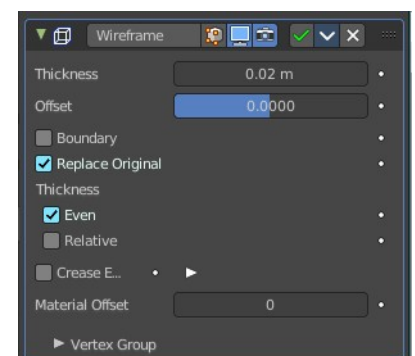 Wireframe
Thickness 0.02 m
Offset 0.0000
Boundary
Replace Original
Thickness
Even
Relative
Crease E...
Material Offset 0
Vertex Group